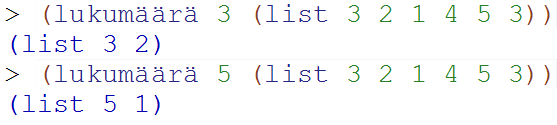 > (lukumäärä 3 (list 3 2 1 4 5 3))
(list 3 2)
> (lukumäärä 5 (list 3 2 1 4 5 3))
(list 5 1)